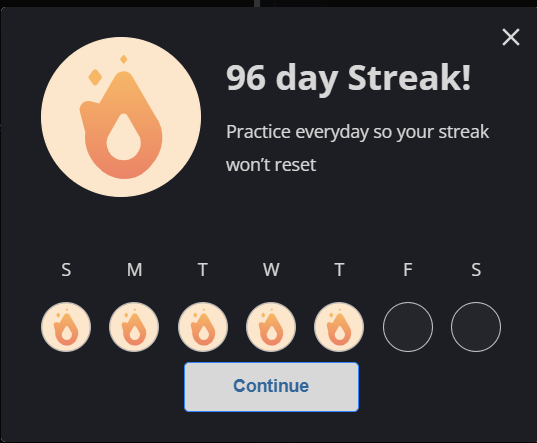 96 day Streak!
Practice everyday so your streak
won’t reset
S M T W T F S
Continue